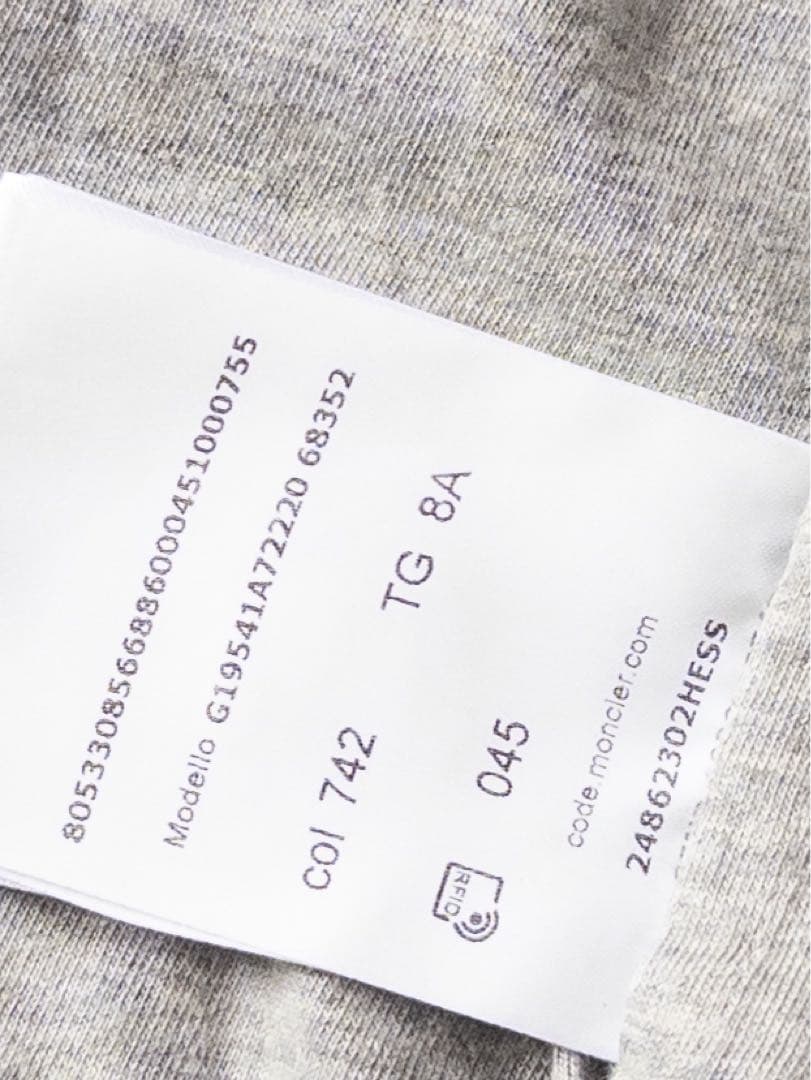 8053308566886000451000755
Modello G19541A72220 68352
COl 742 TG 8A
RFID 045
code.moncler.com
24862302HESS